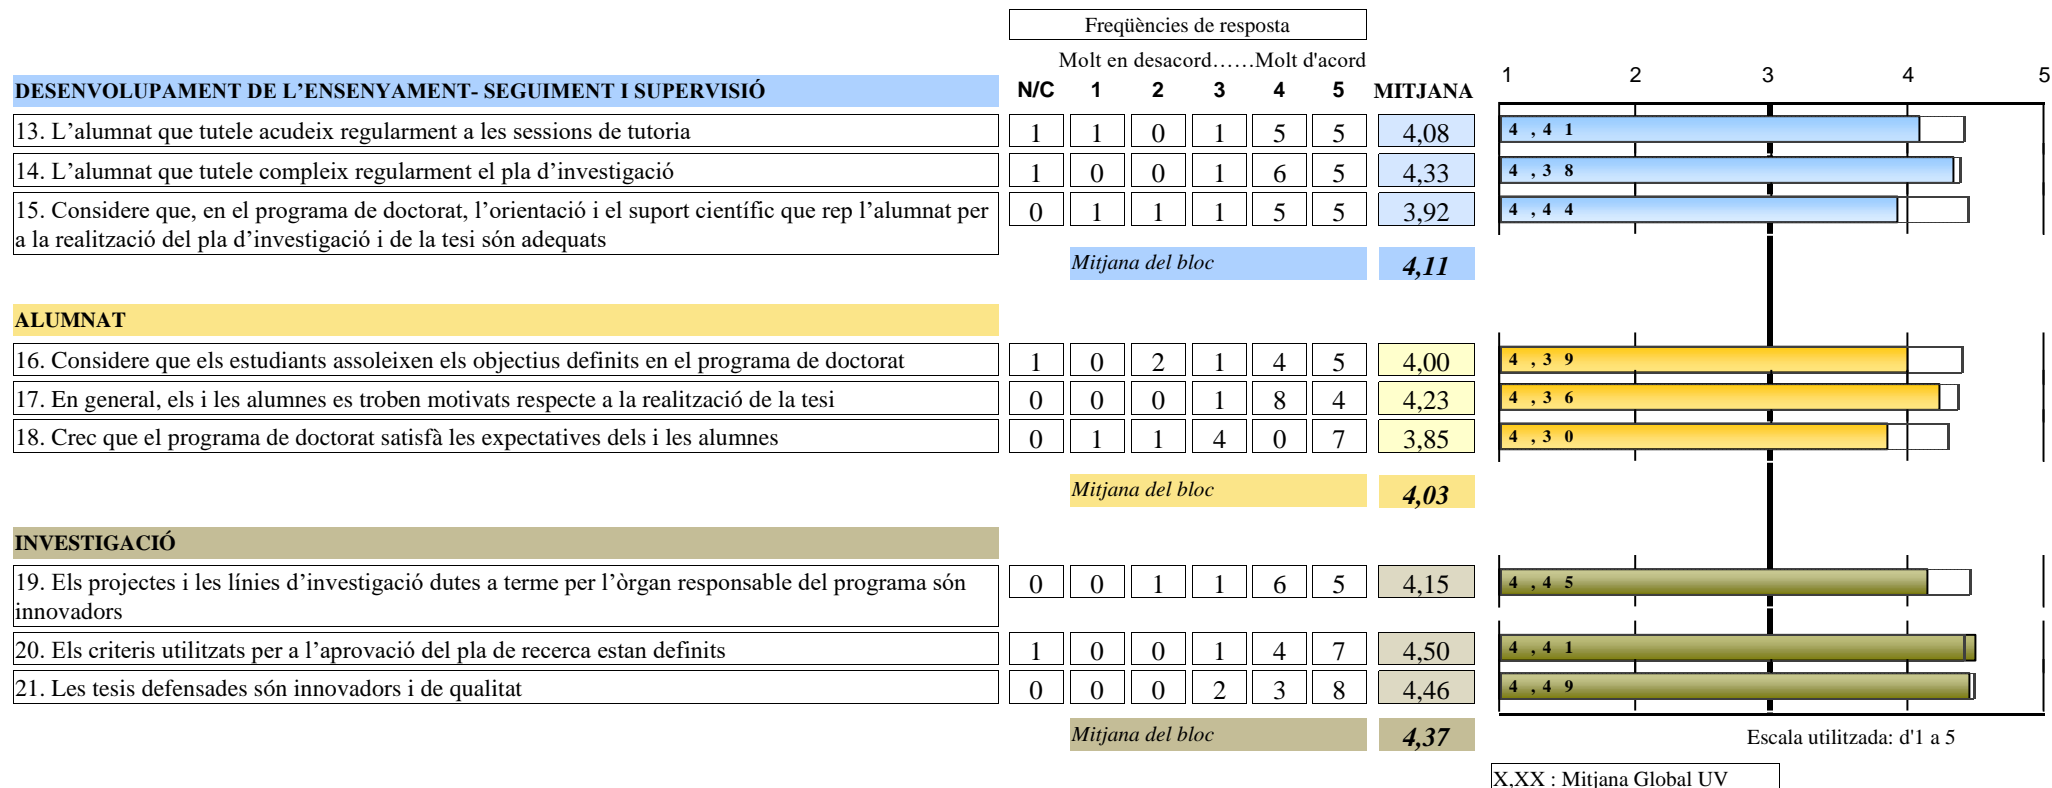 Freqüències de resposta
Molt en desacord……Molt d'acord
DESENVOLUPAMENT DE L’ENSENYAMENT- SEGUIMENT I SUPERVISIÓ N/C 1 2 3 4 5 MITJANA 1 2 3 4 5
13. L’alumnat que tutele acudeix regularment a les sessions de tutoria 1 1 0 1 5 5 4,08 4,41
14. L’alumnat que tutele compleix regularment el pla d’investigació 1 0 0 1 6 5 4,33 4,38
15. Considere que, en el programa de doctorat, l’orientació i el suport científic que rep l’alumnat per 0 1 1 1 5 5 3,92 4,44
a la realització del pla d’investigació i de la tesi són adequats
Mitjana del bloc 4,11
ALUMNAT
16. Considere que els estudiants assoleixen els objectius definits en el programa de doctorat 1 0 2 1 4 5 4,00 4,39
17. En general, els i les alumnes es troben motivats respecte a la realització de la tesi 0 0 0 1 8 4 4,23 4,36
18. Crec que el programa de doctorat satisfà les expectatives dels i les alumnes 0 1 1 4 0 7 3,85 4,30
Mitjana del bloc 4,03
INVESTIGACIÓ
19. Els projectes i les línies d’investigació dutes a terme per l’òrgan responsable del programa són 0 0 1 1 6 5 4,15 4,45
innovadors
20. Els criteris utilitzats per a l’aprovació del pla de recerca estan definits 1 0 0 1 4 7 4,50 4,41
21. Les tesis defensades són innovadors i de qualitat 0 0 0 2 3 8 4,46 4,49
Mitjana del bloc 4,37
Escala utilitzada: d'1 a 5
X,XX : Mitjana Global UV